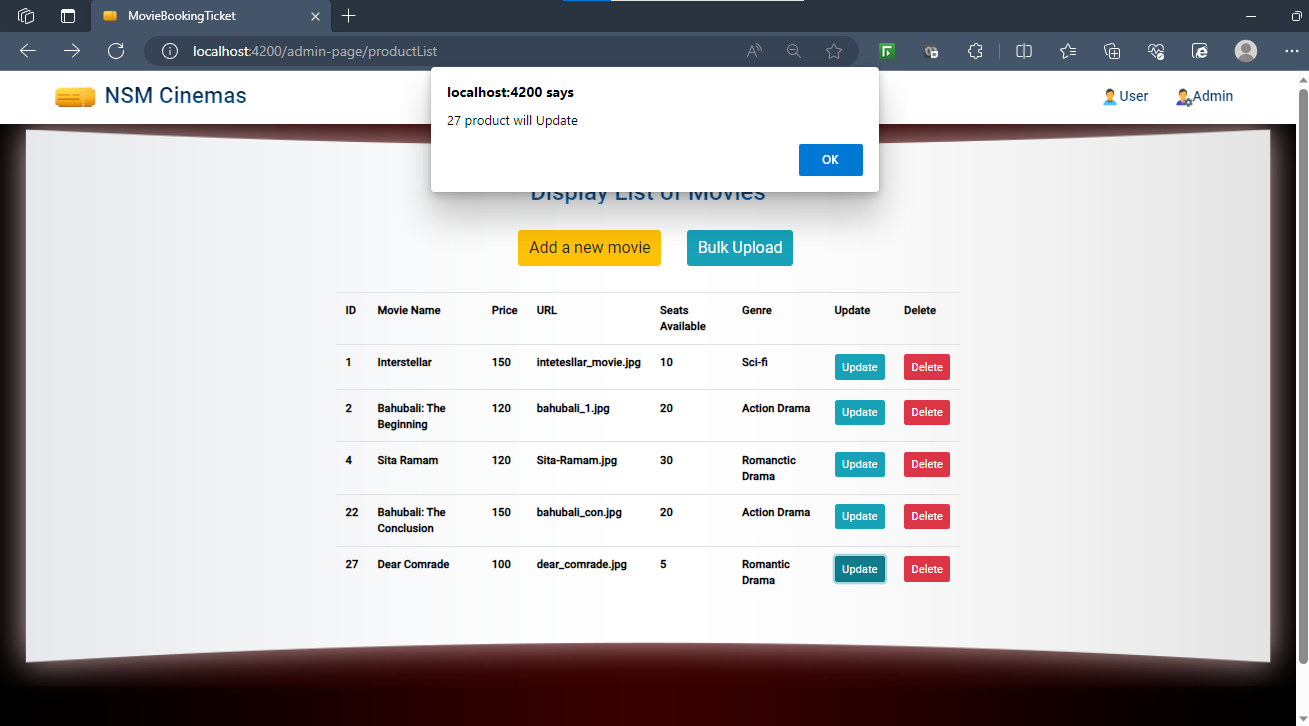 MovieBookingTicket
localhost:4200/admin-page/productList
NSM Cinemas
User
Admin
localhost:4200 says
27 product will Update
OK
Display List of Movies
Add a new movie
Bulk Upload
ID Movie Name Price URL Seats Available Genre Update Delete
1 Interstellar 150 intetesllar_movie.jpg 10 Sci-fi Update Delete
2 Bahubali: The Beginning 120 bahubali_1.jpg 20 Action Drama Update Delete
4 Sita Ramam 120 Sita-Ramam.jpg 30 Romanctic Drama Update Delete
22 Bahubali: The Conclusion 150 bahubali_con.jpg 20 Action Drama Update Delete
27 Dear Comrade 100 dear_comrade.jpg 5 Romantic Drama Update Delete